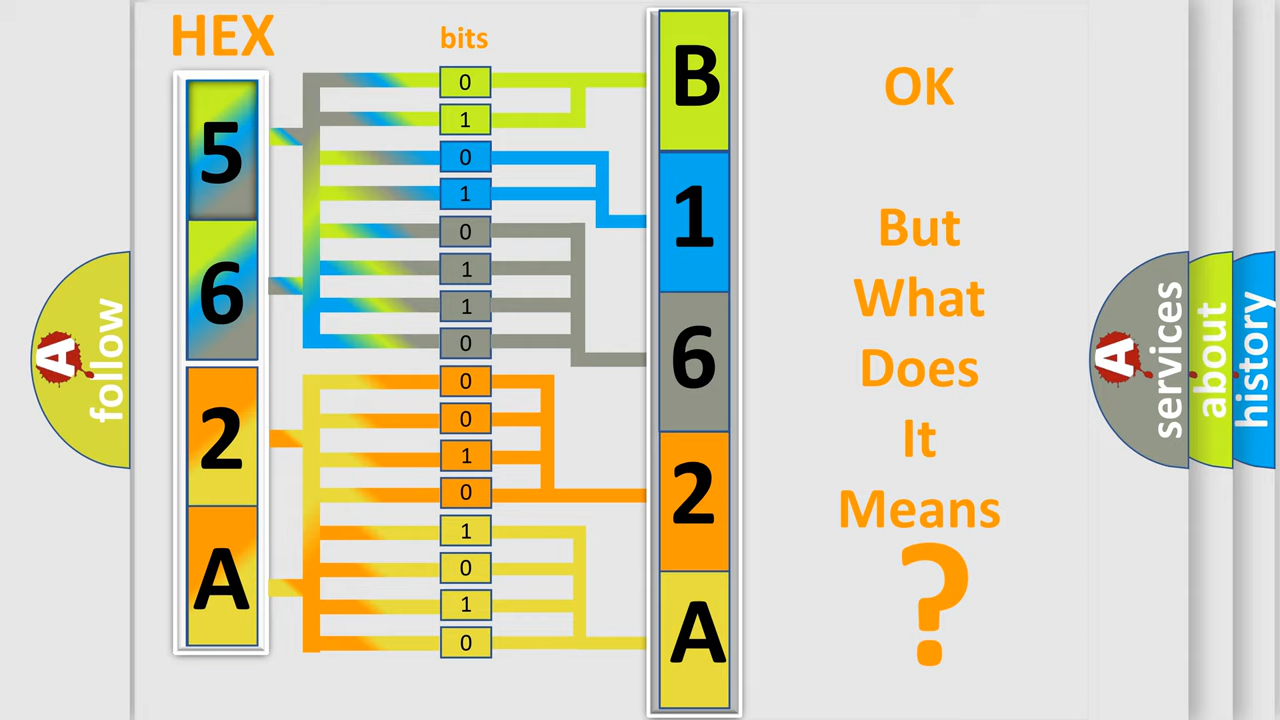 HEX
bits
5
6
2
A
0
1
0
1
0
1
1
0
0
0
1
0
1
0
1
0
B
1
6
2
A
OK
But
What
Does
It
Means
?
A
follow
A
services
about
history